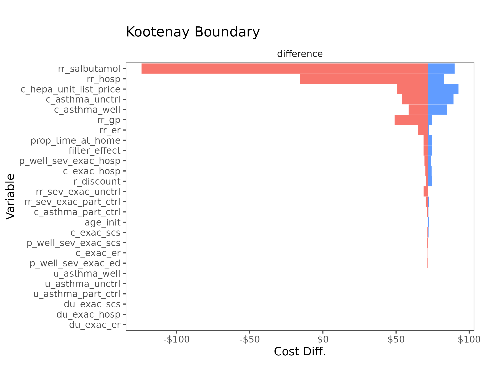 Kootenay Boundary
difference
rr_salbutamol
rr_hosp
c_hepa_unit_list_price
c_asthma_unctrl
c_asthma_well
rr_gp
rr_er
prop_time_at_home
filter_effect
p_well_sev_exac_hosp
c_exac_hosp
r_discount
rr_sev_exac_unctrl
rr_sev_exac_part_ctrl
c_asthma_part_ctrl
age_init
c_exac_scs
p_well_sev_exac_scs
c_exac_er
p_well_sev_exac_ed
u_asthma_well
u_asthma_unctrl
u_asthma_part_ctrl
du_exac_scs
du_exac_hosp
du_exac_er
Variable
-$100 -$50 $0 $50 $100
Cost Diff.